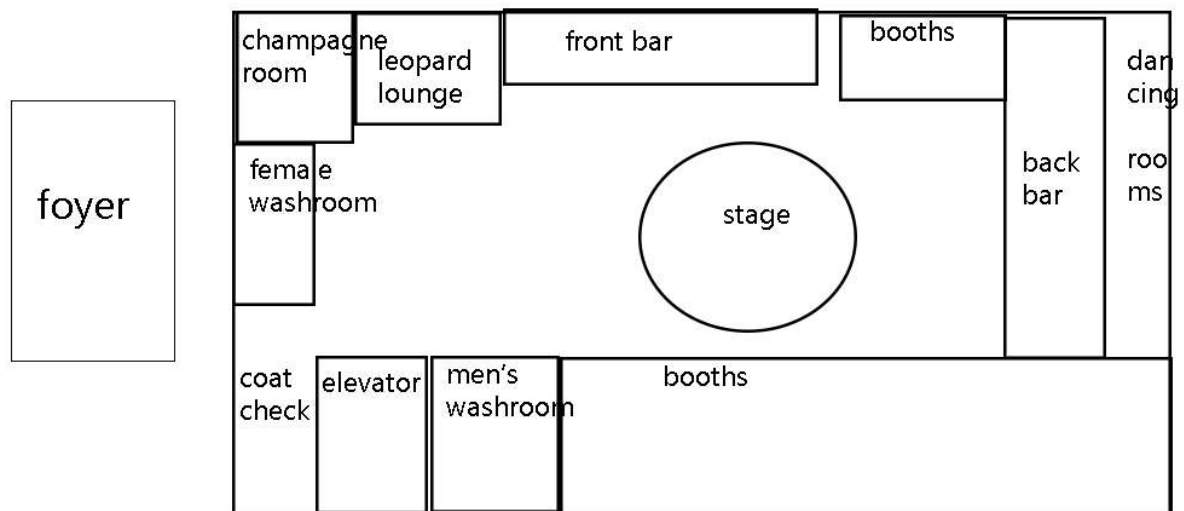 foyer
champagne
room
leopard
lounge
front bar
booths
dan
cing
roo
ms
female
washroom
stage
back
bar
coat
check
elevator
men's
washroom
booths